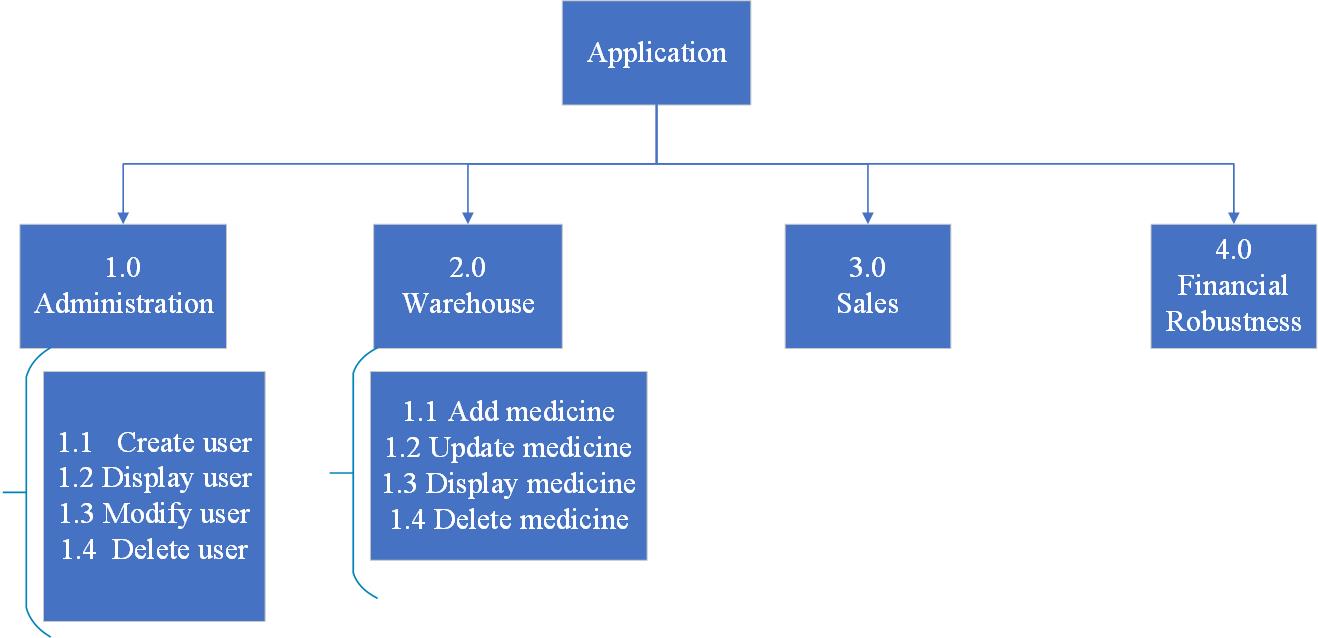 Application
1.0
Administration
2.0
Warehouse
3.0
Sales
4.0
Financial
Robustness
1.1 Create user
1.2 Display user
1.3 Modify user
1.4 Delete user
1.1 Add medicine
1.2 Update medicine
1.3 Display medicine
1.4 Delete medicine